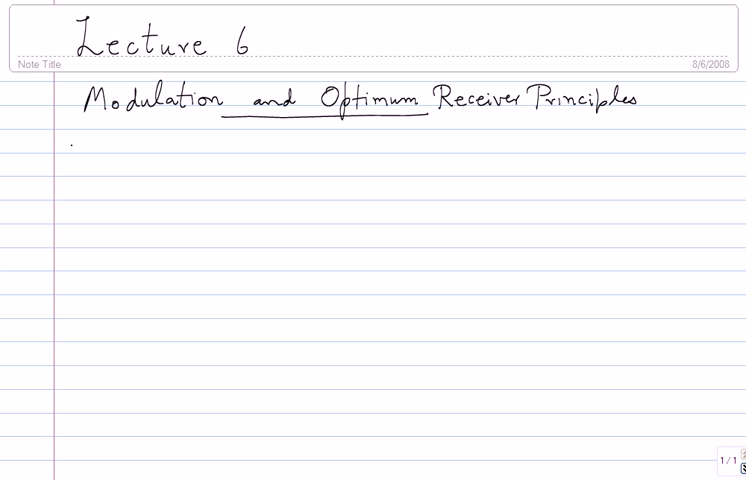 Lecture 6
Note Title
8/6/2008
Modulation and Optimum Receiver Principles
1/1